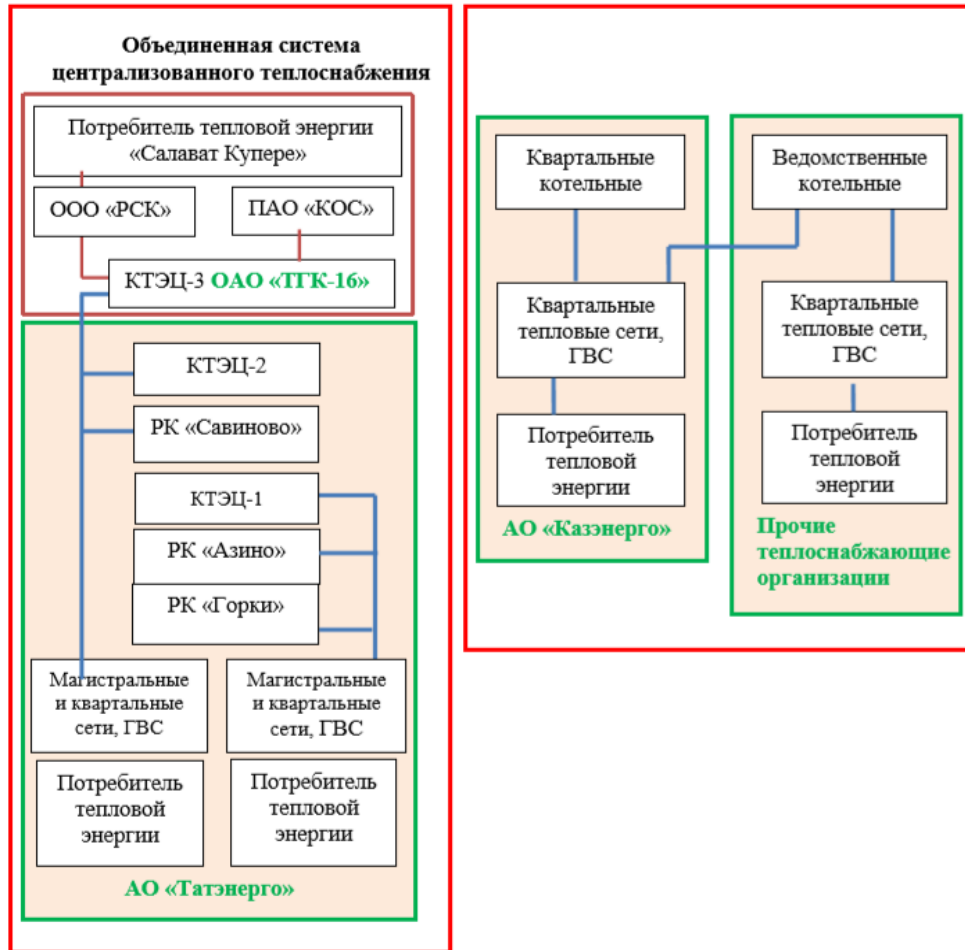 Объединенная система
централизованного теплоснабжения
Потребитель тепловой энергии
«Салават Купере»
ООО «РСК»
ПАО «КОС»
КТЭЦ-3 ОАО «ТГК-16»
КТЭЦ-2
РК «Савиново»
КТЭЦ-1
РК «Азино»
РК «Горки»
Магистральные
и квартальные
сети, ГВС
Магистральные
и квартальные
сети, ГВС
Потребитель
тепловой
энергии
Потребитель
тепловой
энергии
АО «Татэнерго»
Квартальные
котельные
Квартальные
тепловые сети,
ГВС
Потребитель
тепловой
энергии
АО «Казэнерго»
Ведомственные
котельные
Квартальные
тепловые сети,
ГВС
Потребитель
тепловой
энергии
Прочие
теплоснабжающие
организации